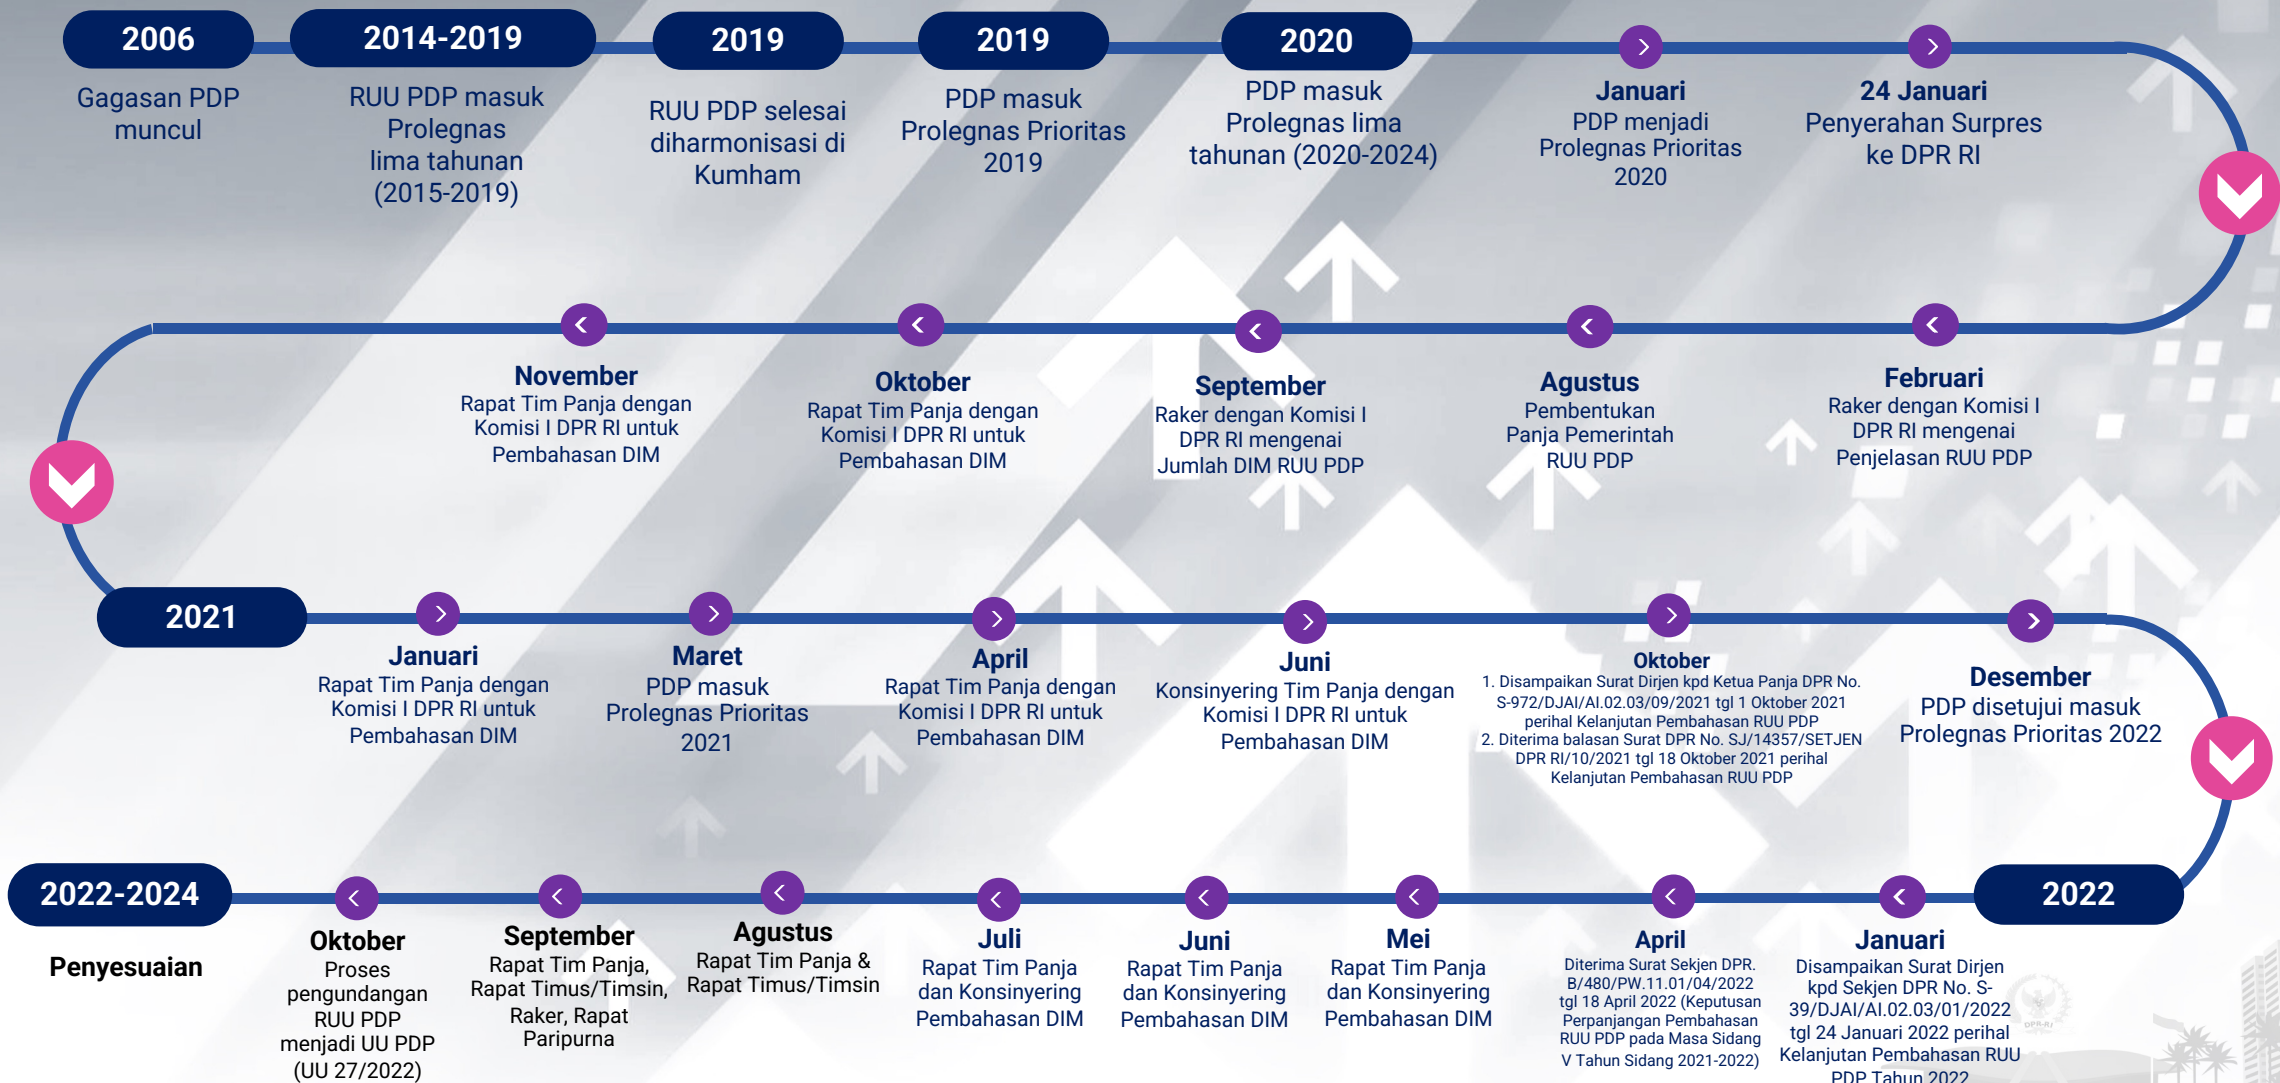 2006
Gagasan PDP
muncul
2014-2019
RUU PDP masuk
Prolegnas
lima tahunan
(2015-2019)
2019
RUU PDP selesai
diharmonisasi di
Kumham
2019
PDP masuk
Prolegnas Prioritas
2019
2020
PDP masuk
Prolegnas lima
tahunan (2020-2024)
Januari
PDP menjadi
Prolegnas Prioritas
2020
24 Januari
Penyerahan Surpres
ke DPR RI
Februari
Raker dengan Komisi I
DPR RI mengenai
Penjelasan RUU PDP
Agustus
Pembentukan
Panja Pemerintah
RUU PDP
September
Raker dengan Komisi I
DPR RI mengenai
Jumlah DIM RUU PDP
Oktober
Rapat Tim Panja dengan
Komisi I DPR RI untuk
Pembahasan DIM
November
Rapat Tim Panja dengan
Komisi I DPR RI untuk
Pembahasan DIM
2021
Januari
Rapat Tim Panja dengan
Komisi I DPR RI untuk
Pembahasan DIM
Maret
PDP masuk
Prolegnas Prioritas
2021
April
Rapat Tim Panja dengan
Komisi I DPR RI untuk
Pembahasan DIM
Juni
Konsinyering Tim Panja dengan
Komisi I DPR RI untuk
Pembahasan DIM
Oktober
1. Disampaikan Surat Dirjen kpd Ketua Panja DPR No.
S-972/DJAI/AI.02.03/09/2021 tgl 1 Oktober 2021
perihal Kelanjutan Pembahasan RUU PDP
2. Diterima balasan Surat DPR No. SJ/14357/SETJEN
DPR RI/10/2021 tgl 18 Oktober 2021 perihal
Kelanjutan Pembahasan RUU PDP
Desember
PDP disetujui masuk
Prolegnas Prioritas 2022
2022
Januari
Disampaikan Surat Dirjen
kpd Sekjen DPR No. S-
39/DJAI/AI.02.03/01/2022
tgl 24 Januari 2022 perihal
Kelanjutan Pembahasan RUU
PDP Tahun 2022
April
Diterima Surat Sekjen DPR.
B/480/PW.11.01/04/2022
tgl 18 April 2022 (Keputusan
Perpanjangan Pembahasan
RUU PDP pada Masa Sidang
V Tahun Sidang 2021-2022)
Mei
Rapat Tim Panja
dan Konsinyering
Pembahasan DIM
Juni
Rapat Tim Panja
dan Konsinyering
Pembahasan DIM
Juli
Rapat Tim Panja
dan Konsinyering
Pembahasan DIM
Agustus
Rapat Tim Panja &
Rapat Timus/Timsin
September
Rapat Tim Panja,
Rapat Timus/Timsin,
Raker, Rapat
Paripurna
Oktober
Proses
pengundangan
RUU PDP
menjadi UU PDP
(UU 27/2022)
2022-2024
Penyesuaian
DPR-RI